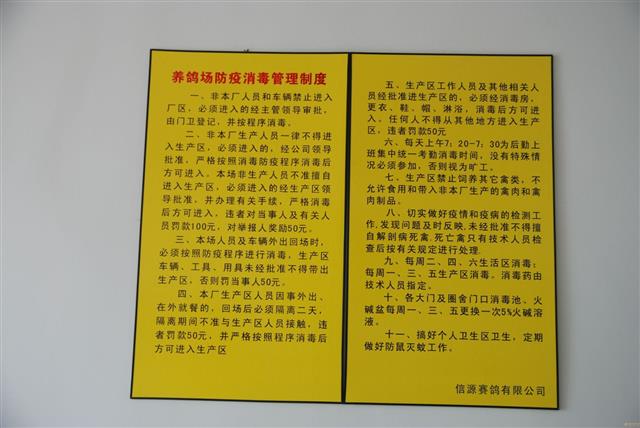 养鸽场防疫消毒管理制度
一、非本厂人员和车辆禁止进入
厂区，必须进入的经主管领导审批，
由门卫登记，并按程序消毒。
二、非本厂生产人员一律不得进
入生产区，必须进入的，经公司领导
批准，严格按照消毒防疫程序消毒后
方可进入。本场非生产人员不准擅自
进入生产区，必须进入的经生产区领
导批准，并办理有关手续，严格消毒
后方可进入，违者对当事人及有关人
员罚款100元，对举报人奖励50元。
三、本场人员及车辆外出回场时，
必须按照防疫程序进行消毒，生产区
车辆、工具、用具未经批准不得带出
生产区，否则罚当事人50元。
四、本厂生产区人员因事外出、
在外就餐的，回场后必须隔离二天，
隔离期间不准与生产区人员接触，违
者罚款50元，并严格按照程序消毒后
方可进入生产区
五、生产区工作人员及其他相关人
员经批准进生产区的，必须经消毒房，
更衣、鞋、帽、淋浴，消毒后方可进
入。任何人不得从其他地方进入生产
区，违者罚款50元
六、每天上午7：20-7：30为后勤上
班集中统一考勤消毒时间，没有特殊情
况必须参加，否则视为旷工。
七、生产区禁止饲养其它禽类，不
允许食用和带入非本厂生产的禽肉和禽
肉制品。
八、切实做好疫情和疫病的检测工
作，发现问题及时反映，未经批准不得擅
自解剖病死禽，死亡禽只有技术人员检
查后按有关规定进行处理。
九、每周二、四、六生活区消毒；
每周一、三、五生产区消毒。消毒药由
技术人员指定。
十、各大门及圈舍门口消毒池、火
碱盆每周一、三、五更换一次5%火碱溶
液。
十一、搞好个人卫生区卫生，定期
做好防鼠灭蚊工作。
信源赛鸽有限公司